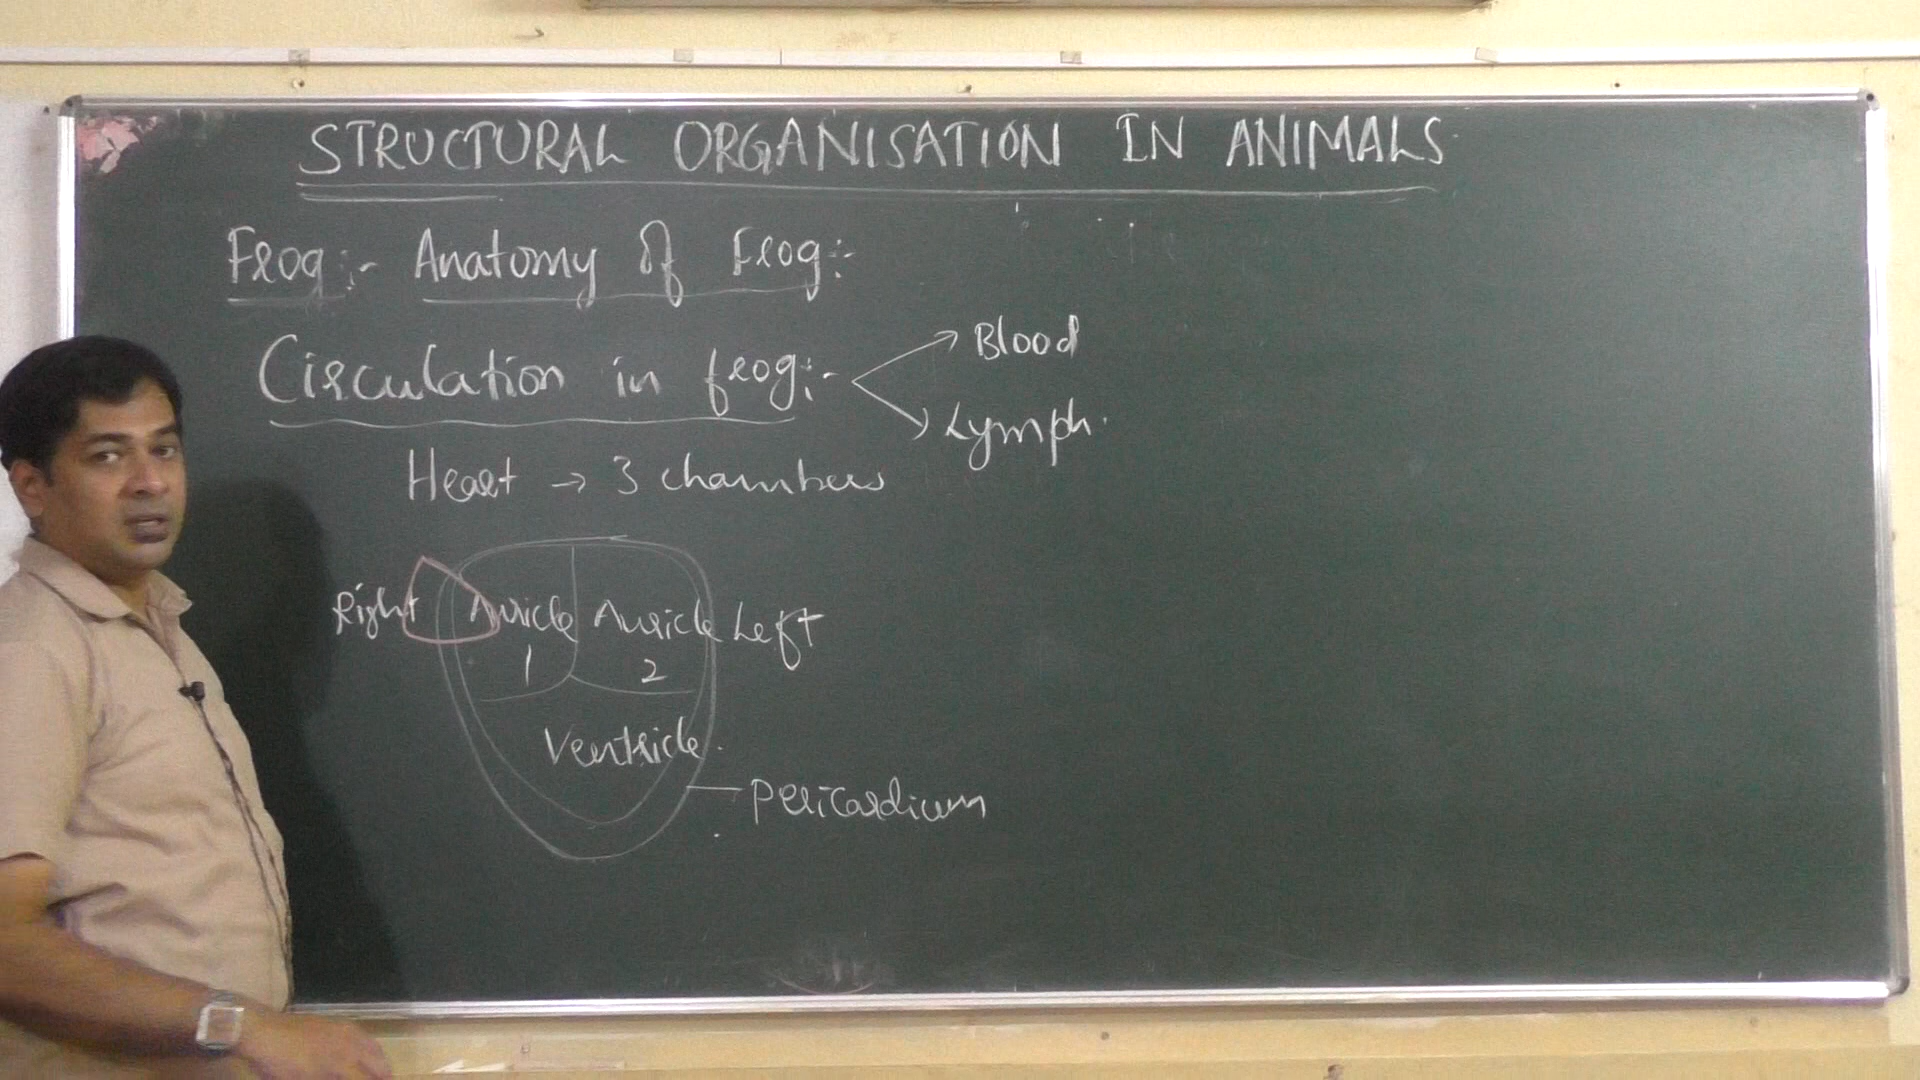 STRUCTURAL ORGANISATION IN ANIMALS
Frog:- Anatomy of Frog:-
Circulation in frog:-
Blood
Lymph.
Heart → 3 chambers
Right Auricle Auricle Left
1 2
Ventricle.
Pericardium